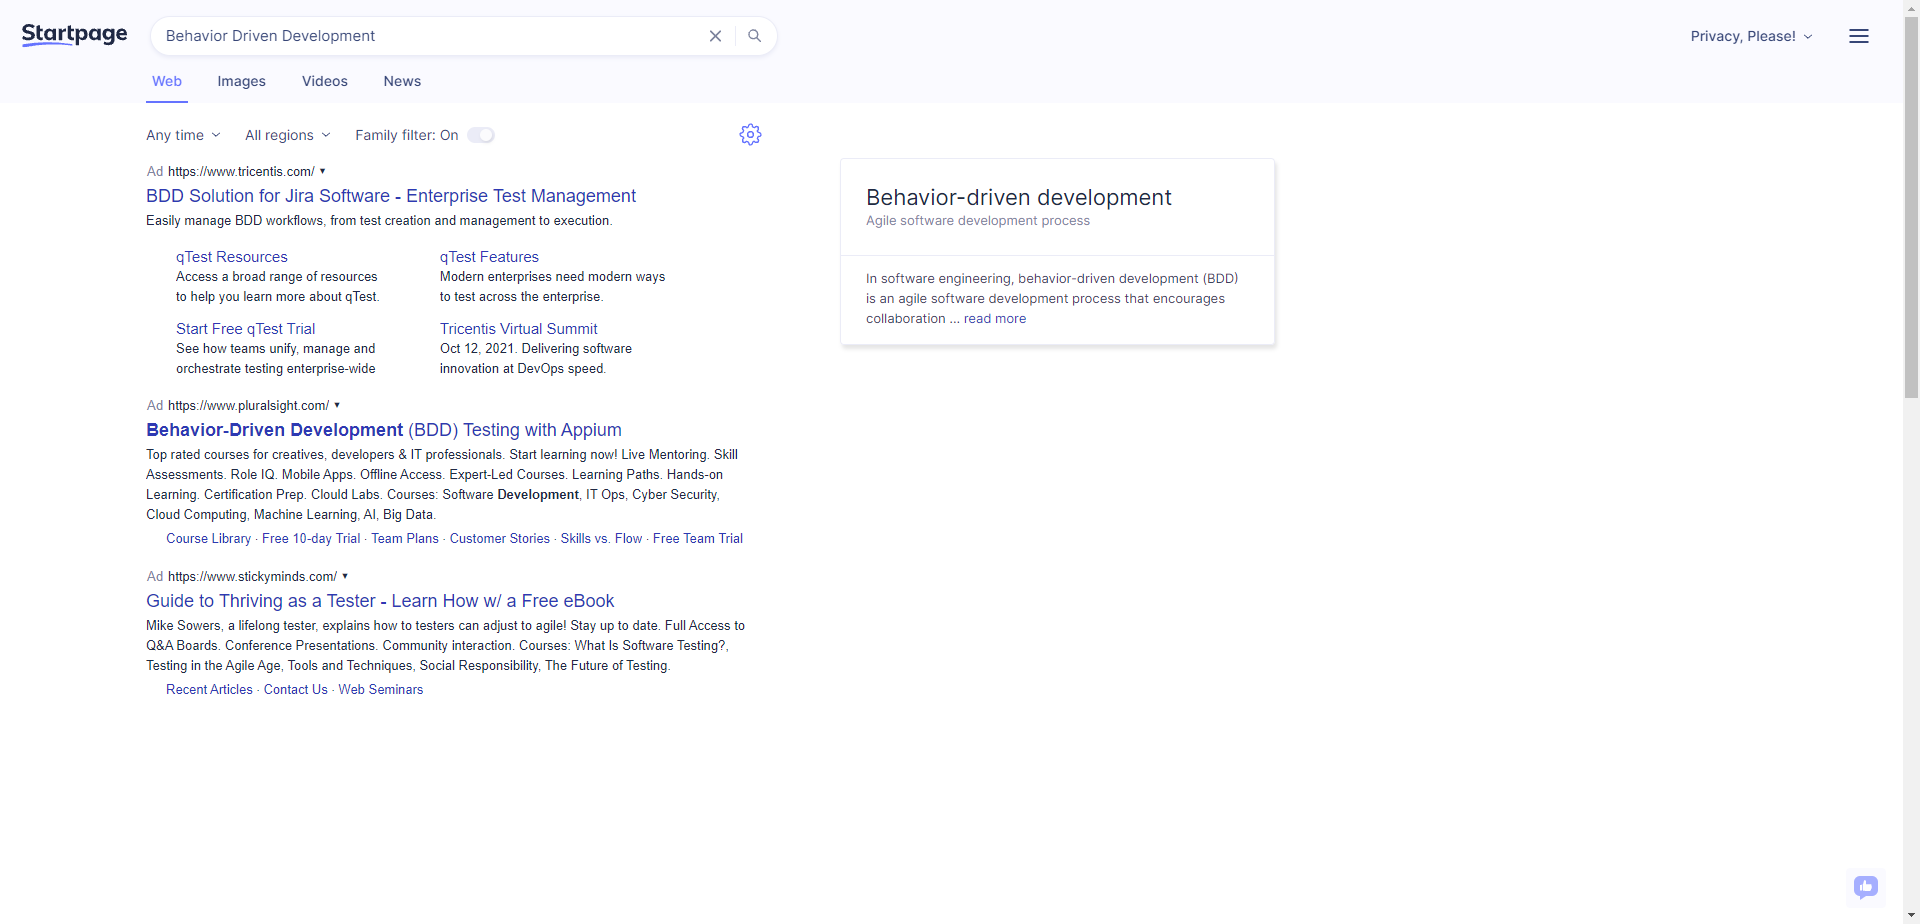 Startpage
Behavior Driven Development
Privacy, Please!
Web Images Videos News
Any time All regions Family filter: On
Ad https://www.tricentis.com/
BDD Solution for Jira Software - Enterprise Test Management
Easily manage BDD workflows, from test creation and management to execution.
qTest Resources
Access a broad range of resources
to help you learn more about qTest.
qTest Features
Modern enterprises need modern ways
to test across the enterprise.
Start Free qTest Trial
See how teams unify, manage and
orchestrate testing enterprise-wide
Tricentis Virtual Summit
Oct 12, 2021. Delivering software
innovation at DevOps speed.
Ad https://www.pluralsight.com/
Behavior-Driven Development (BDD) Testing with Appium
Top rated courses for creatives, developers & IT professionals. Start learning now! Live Mentoring. Skill
Assessments. Role IQ. Mobile Apps. Offline Access. Expert-Led Courses. Learning Paths. Hands-on
Learning. Certification Prep. Clould Labs. Courses: Software Development, IT Ops, Cyber Security,
Cloud Computing, Machine Learning, AI, Big Data.
Course Library · Free 10-day Trial · Team Plans · Customer Stories · Skills vs. Flow · Free Team Trial
Ad https://www.stickyminds.com/
Guide to Thriving as a Tester - Learn How w/ a Free eBook
Mike Sowers, a lifelong tester, explains how to testers can adjust to agile! Stay up to date. Full Access to
Q&A Boards. Conference Presentations. Community interaction. Courses: What Is Software Testing?,
Testing in the Agile Age, Tools and Techniques, Social Responsibility, The Future of Testing.
Recent Articles · Contact Us · Web Seminars
Behavior-driven development
Agile software development process
In software engineering, behavior-driven development (BDD)
is an agile software development process that encourages
collaboration ... read more